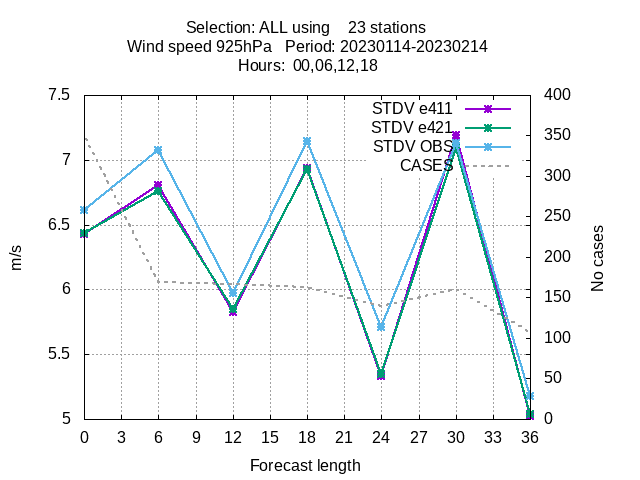 Selection: ALL using 23 stations
Wind speed 925hPa Period: 20230114-20230214
Hours: 00,06,12,18
7.5
7
6.5
6
5.5
5
m/s
400
350
300
250
200
150
100
50
0
No cases
STDV e411
STDV e421
STDV OBS
CASES
0 3 6 9 12 15 18 21 24 27 30 33 36
Forecast length